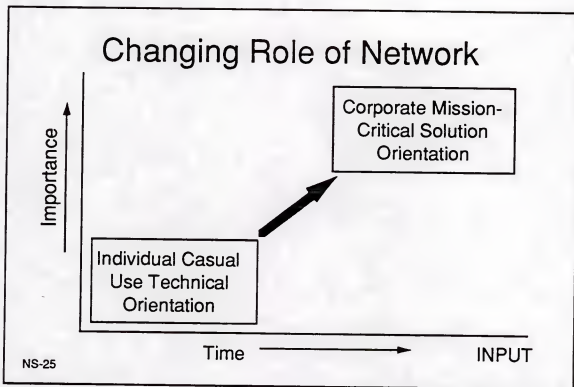 Changing Role of Network
Importance
Corporate Mission-
Critical Solution
Orientation
Individual Casual
Use Technical
Orientation
Time
NS-25
INPUT